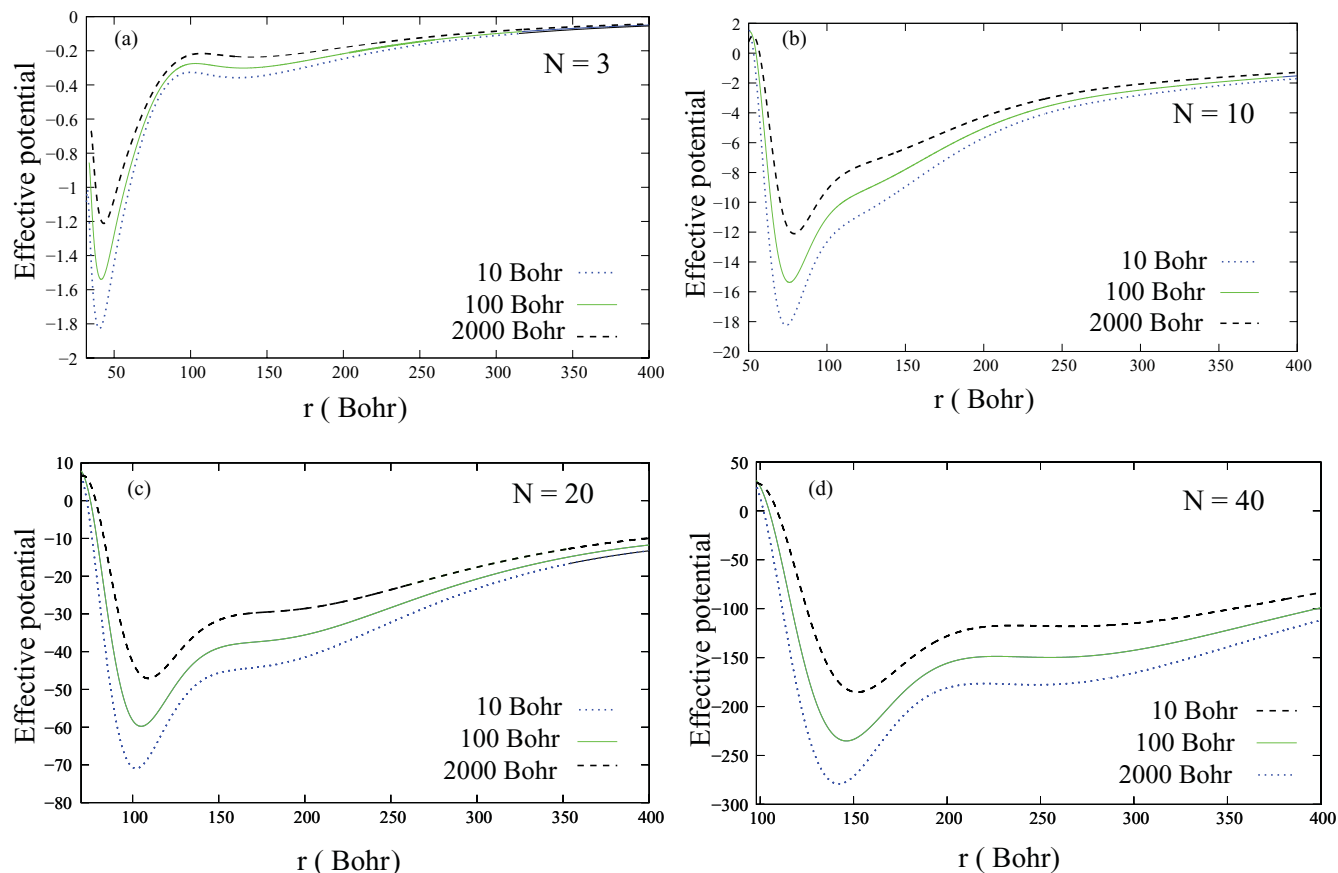 (a)
N = 3
Effective potential
0
−0.2
−0.4
−0.6
−0.8
−1
−1.2
−1.4
−1.6
−1.8
−2
10 Bohr
100 Bohr
2000 Bohr
50 100 150 200 250 300 350 400
r ( Bohr)
(b)
N = 10
Effective potential
2
0
−2
−4
−6
−8
−10
−12
−14
−16
−18
−20
10 Bohr
100 Bohr
2000 Bohr
50 100 150 200 250 300 350 400
r ( Bohr)
(c)
N = 20
Effective potential
10
0
−10
−20
−30
−40
−50
−60
−70
−80
10 Bohr
100 Bohr
2000 Bohr
100 150 200 250 300 350 400
r ( Bohr)
(d)
N = 40
Effective potential
50
0
−50
−100
−150
−200
−250
−300
10 Bohr
100 Bohr
2000 Bohr
100 150 200 250 300 350 400
r ( Bohr)